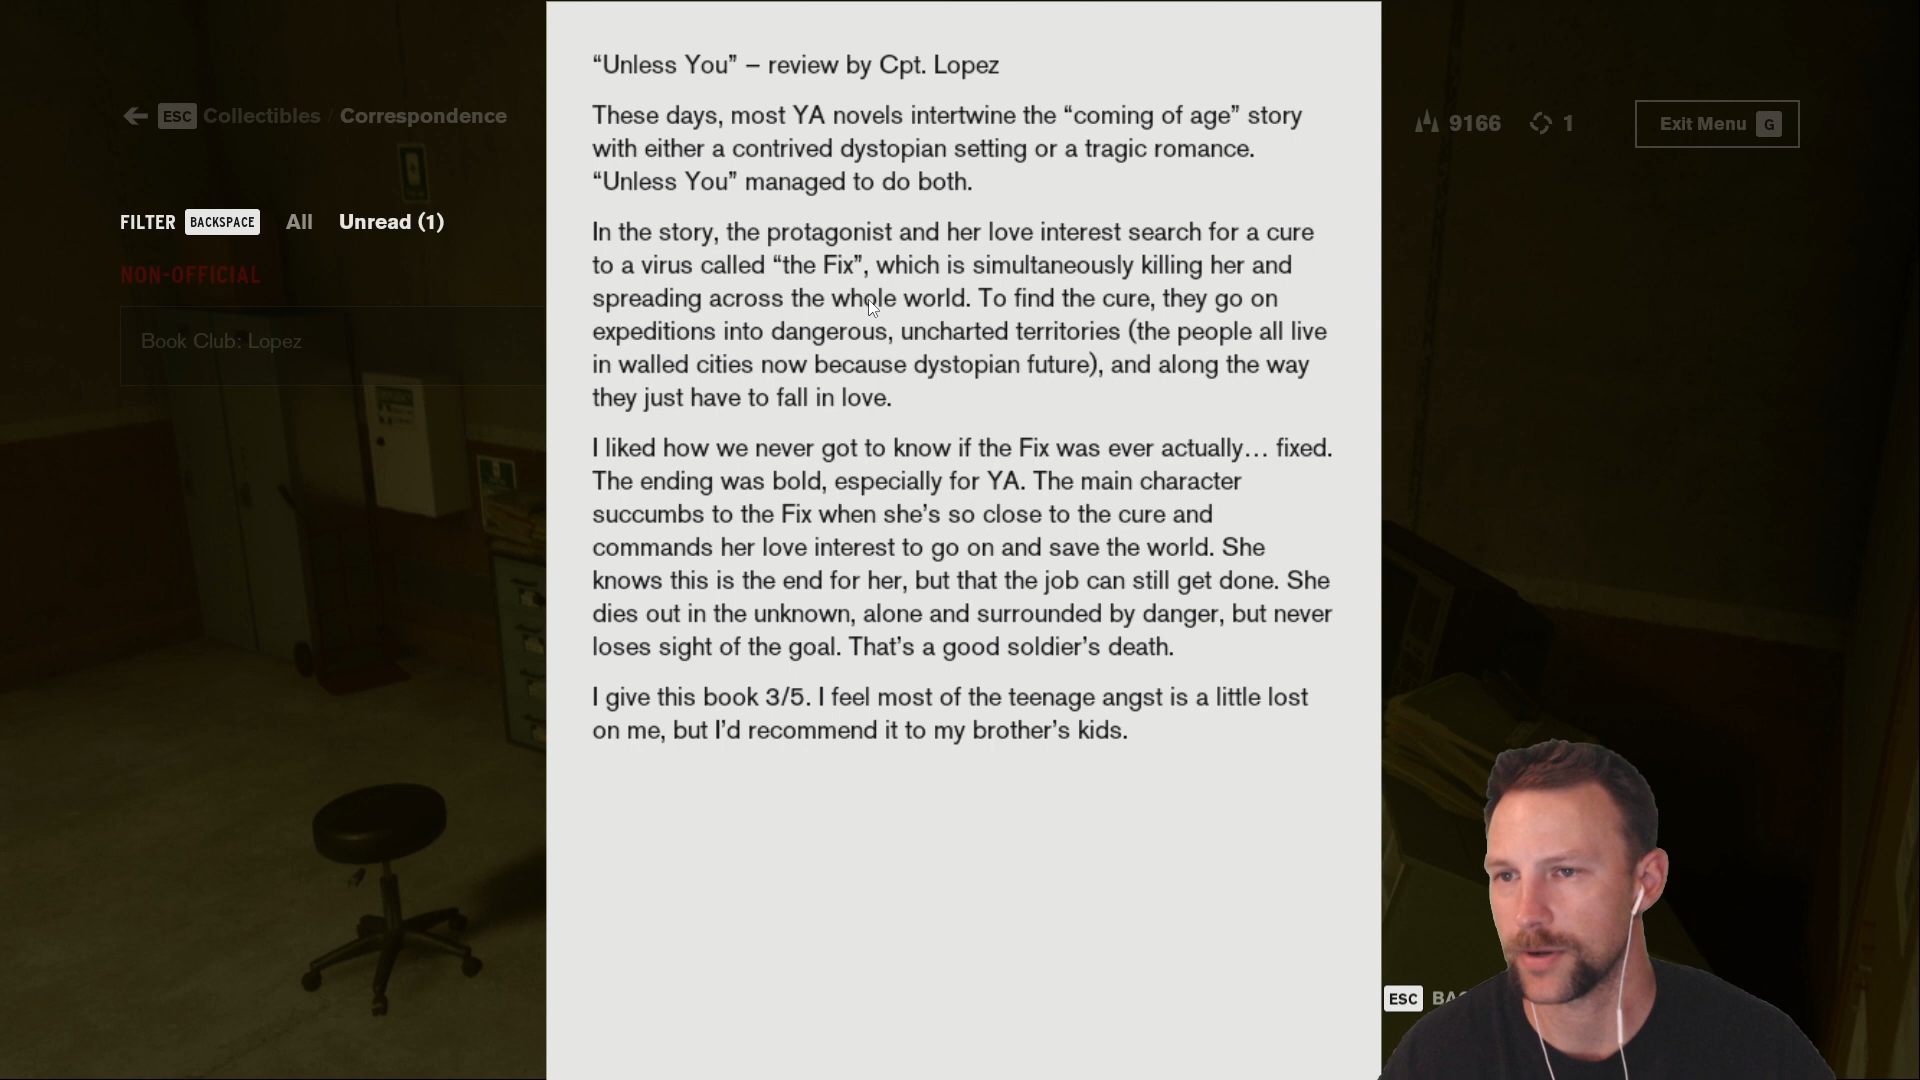 “Unless You” – review by Cpt. Lopez
These days, most YA novels intertwine the “coming of age” story
with either a contrived dystopian setting or a tragic romance.
“Unless You” managed to do both.
In the story, the protagonist and her love interest search for a cure
to a virus called “the Fix”, which is simultaneously killing her and
spreading across the whole world. To find the cure, they go on
expeditions into dangerous, uncharted territories (the people all live
in walled cities now because dystopian future), and along the way
they just have to fall in love.
I liked how we never got to know if the Fix was ever actually… fixed.
The ending was bold, especially for YA. The main character
succumbs to the Fix when she’s so close to the cure and
commands her love interest to go on and save the world. She
knows this is the end for her, but that the job can still get done. She
dies out in the unknown, alone and surrounded by danger, but never
loses sight of the goal. That’s a good soldier’s death.
I give this book 3/5. I feel most of the teenage angst is a little lost
on me, but I’d recommend it to my brother’s kids.
ESC Collectibles / Correspondence
9166 1 Exit Menu G
FILTER BACKSPACE All Unread (1)
NON-OFFICIAL
Book Club: Lopez
ESC